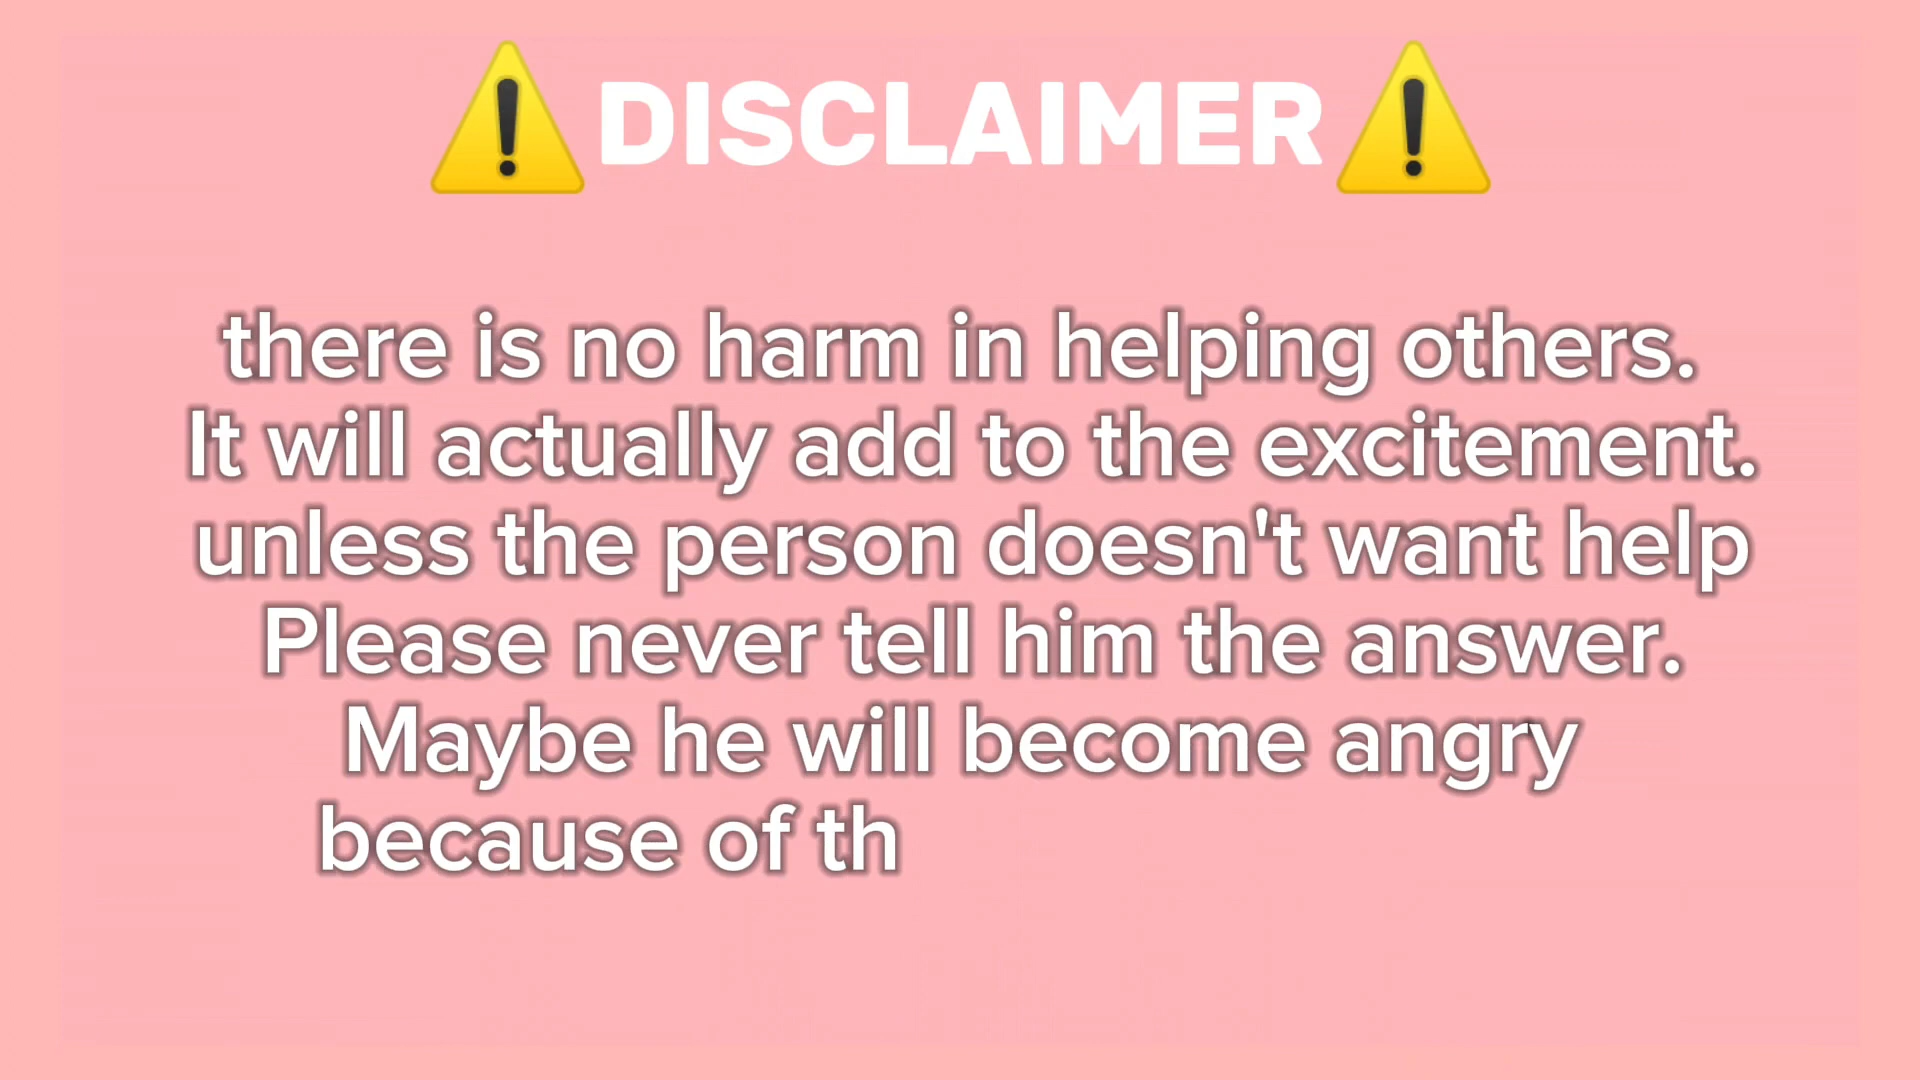 ⚠️DISCLAIMER⚠️
there is no harm in helping others.
It will actually add to the excitement.
unless the person doesn't want help
Please never tell him the answer.
Maybe he will become angry
because of th